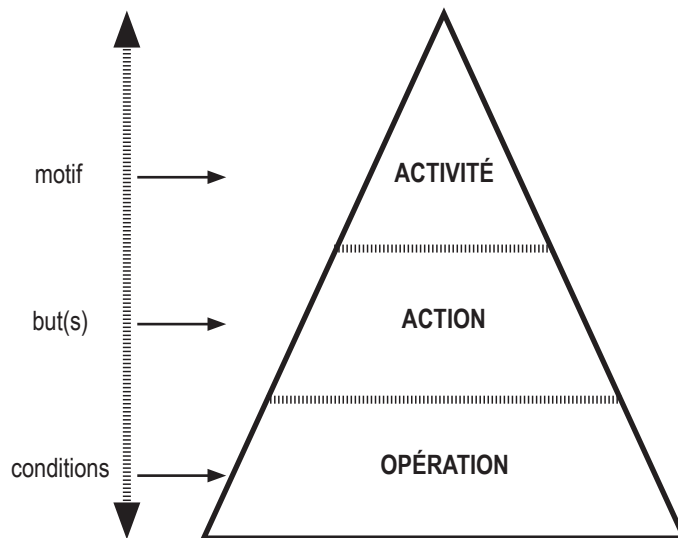 motif
ACTIVITÉ
but(s)
ACTION
conditions
OPÉRATION